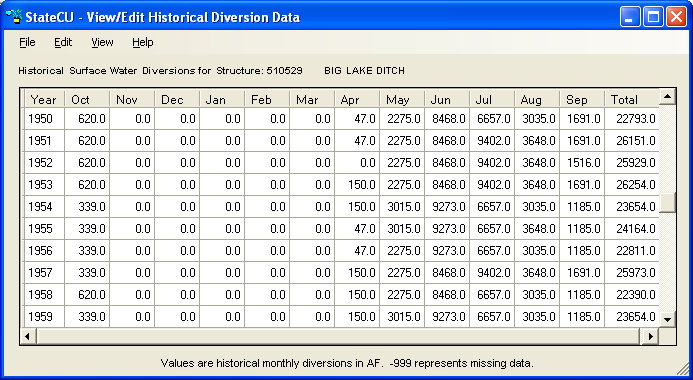 StateCU - View/Edit Historical Diversion Data
File Edit View Help
Historical Surface Water Diversions for Structure: 510529 BIG LAKE DITCH
Year Oct Nov Dec Jan Feb Mar Apr May Jun Jul Aug Sep Total
1950 620.0 0.0 0.0 0.0 0.0 0.0 47.0 2275.0 8468.0 6657.0 3035.0 1691.0 22793.0
1951 620.0 0.0 0.0 0.0 0.0 0.0 47.0 2275.0 8468.0 9402.0 3648.0 1691.0 26151.0
1952 620.0 0.0 0.0 0.0 0.0 0.0 0.0 2275.0 8468.0 9402.0 3648.0 1516.0 25929.0
1953 620.0 0.0 0.0 0.0 0.0 0.0 150.0 2275.0 8468.0 9402.0 3648.0 1691.0 26254.0
1954 339.0 0.0 0.0 0.0 0.0 0.0 150.0 3015.0 9273.0 6657.0 3035.0 1185.0 23654.0
1955 339.0 0.0 0.0 0.0 0.0 0.0 47.0 2275.0 9273.0 9402.0 3648.0 1185.0 24164.0
1956 339.0 0.0 0.0 0.0 0.0 0.0 47.0 2275.0 9273.0 6657.0 3035.0 1185.0 22811.0
1957 339.0 0.0 0.0 0.0 0.0 0.0 150.0 2275.0 8468.0 9402.0 3648.0 1691.0 25973.0
1958 620.0 0.0 0.0 0.0 0.0 0.0 150.0 2275.0 8468.0 6657.0 3035.0 1185.0 22390.0
1959 339.0 0.0 0.0 0.0 0.0 0.0 150.0 3015.0 9273.0 6657.0 3035.0 1185.0 23654.0
Values are historical monthly diversions in AF. -999 represents missing data.